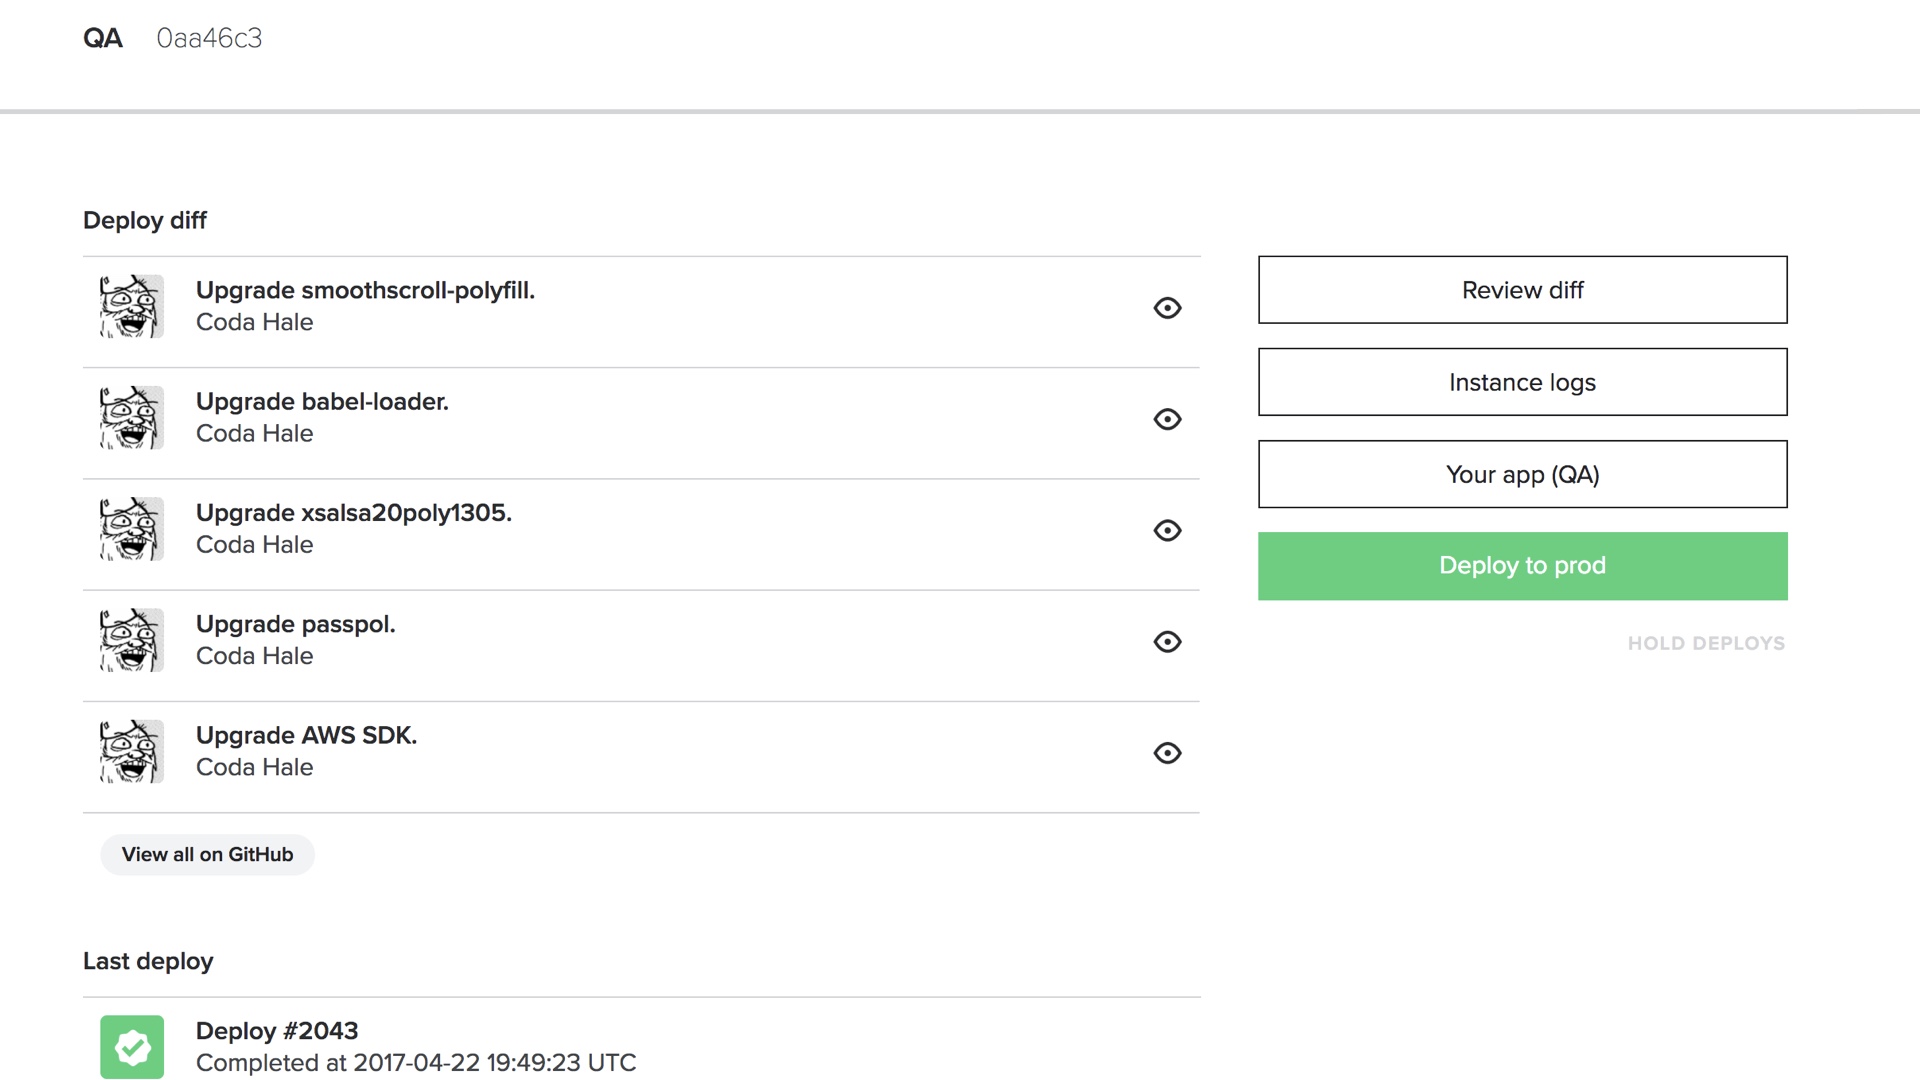 QA 0aa46c3
Deploy diff
Upgrade smoothscroll-polyfill.
Coda Hale
Upgrade babel-loader.
Coda Hale
Upgrade xsalsa20poly1305.
Coda Hale
Upgrade passpol.
Coda Hale
Upgrade AWS SDK.
Coda Hale
View all on GitHub
Review diff
Instance logs
Your app (QA)
Deploy to prod
HOLD DEPLOYS
Last deploy
Deploy #2043
Completed at 2017-04-22 19:49:23 UTC